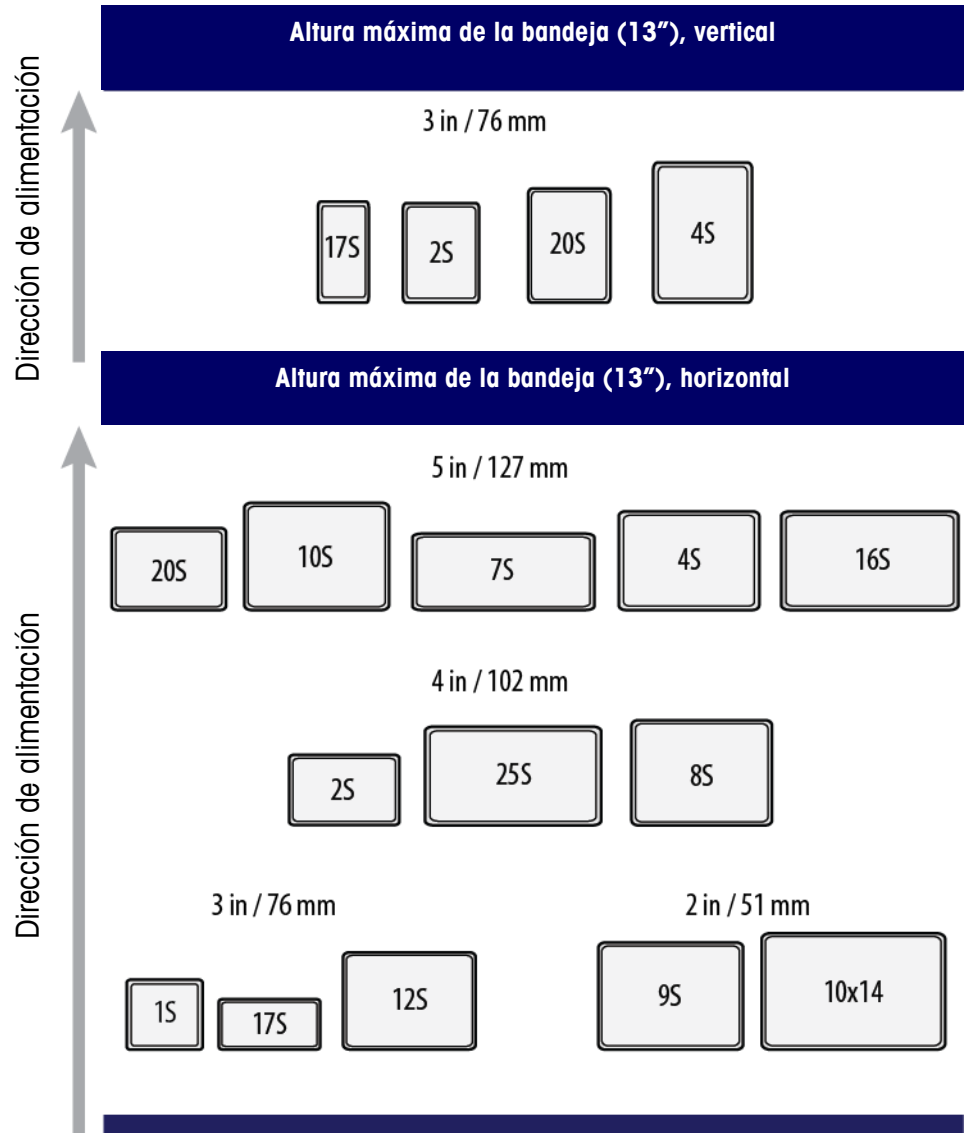 Altura máxima de la bandeja (13”), vertical
Dirección de alimentación
3 in / 76 mm
17S
2S
20S
4S
Altura máxima de la bandeja (13”), horizontal
Dirección de alimentación
5 in / 127 mm
20S
10S
7S
4S
16S
4 in / 102 mm
2S
25S
8S
3 in / 76 mm
2 in / 51 mm
1S
17S
12S
9S
10x14